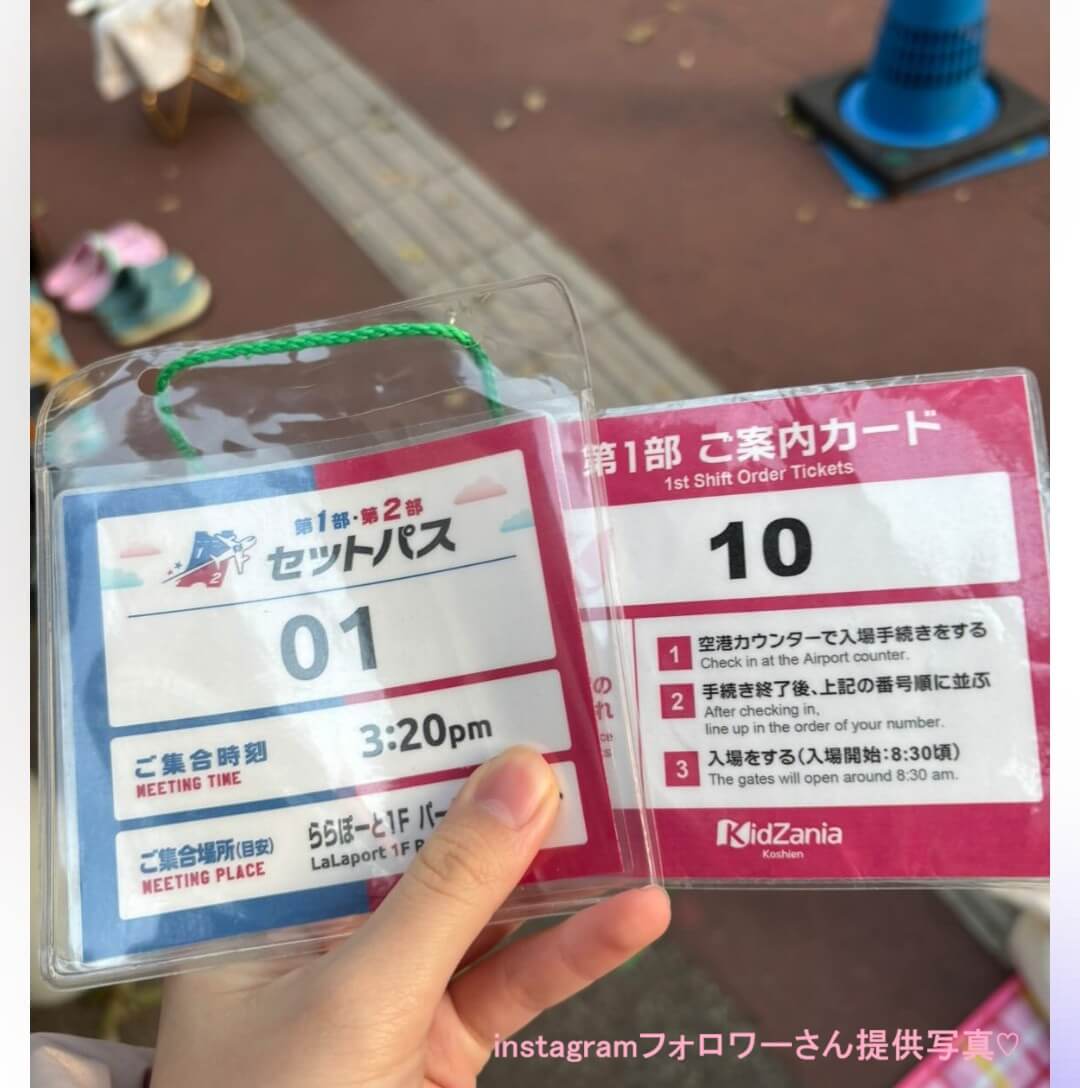 第1部・第2部
セットパス
2
01
ご集合時刻
MEETING TIME
3:20pm
ご集合場所(目安)
MEETING PLACE
ららぽーと1F
LaLaport 1F
第1部 ご案内カード
1st Shift Order Tickets
10
1 空港カウンターで入場手続きをする
Check in at the Airport counter.
2 手続き終了後、上記の番号順に並ぶ
After checking in,
line up in the order of your number.
3 入場をする(入場開始:8:30頃)
The gates will open around 8:30 am.
KidZania
Koshien
instagramフォロワーさん提供写真♡